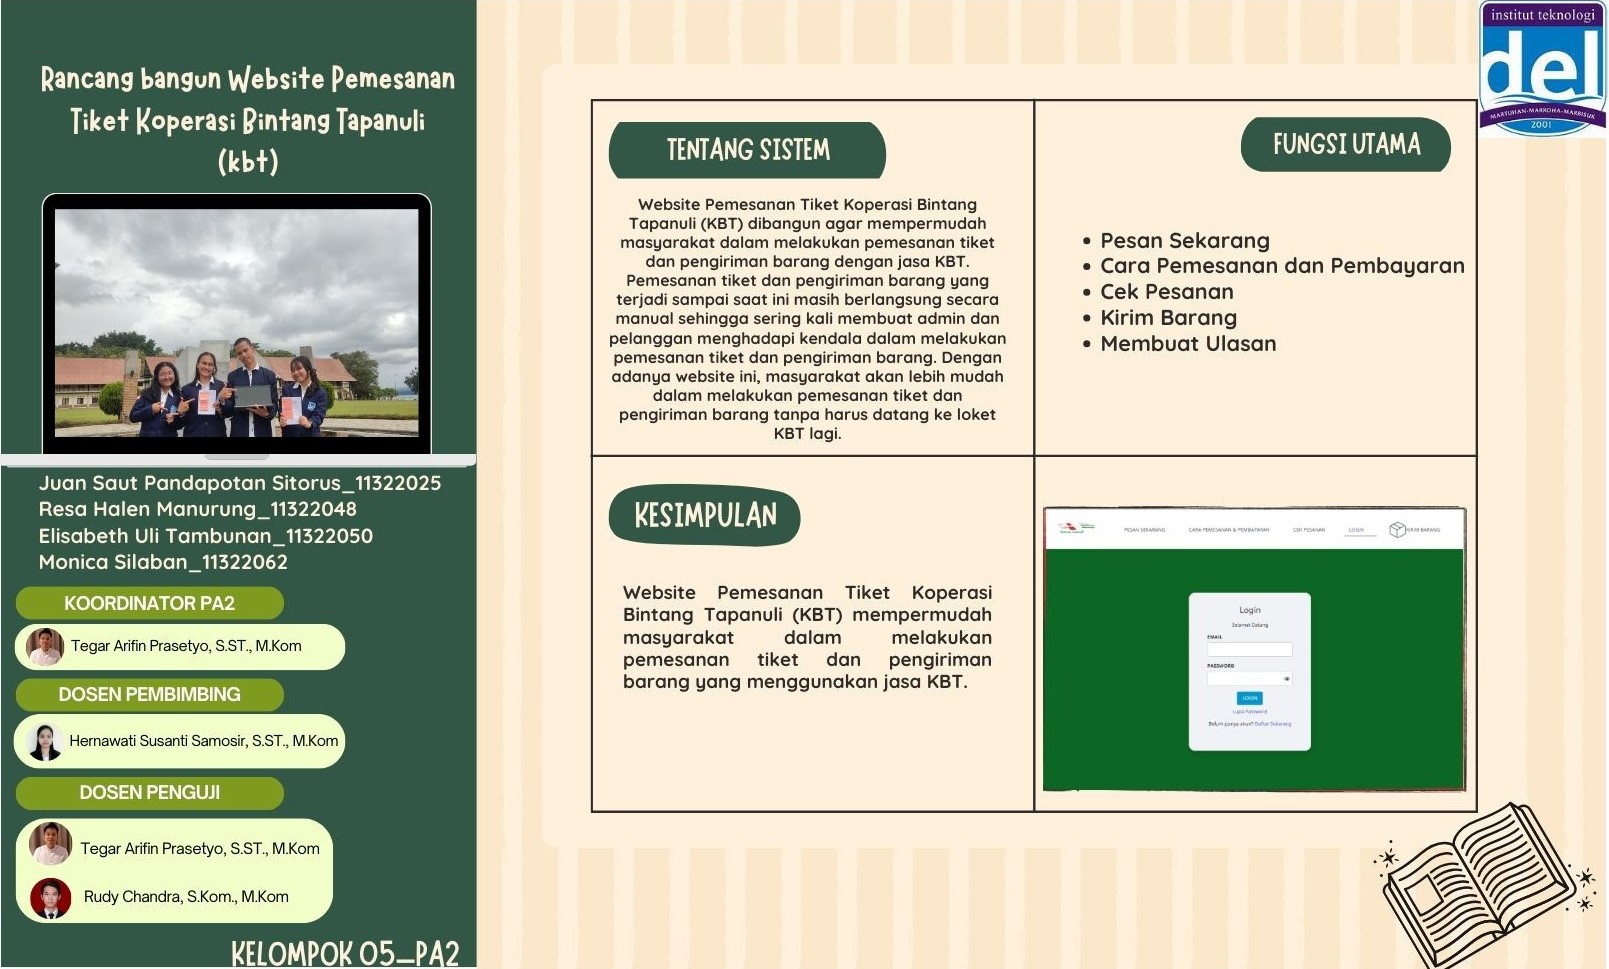 Rancang bangun Website Pemesanan
Tiket Koperasi Bintang Tapanuli
(kbt)
Juan Saut Pandapotan Sitorus_11322025
Resa Halen Manurung_11322048
Elisabeth Uli Tambunan_11322050
Monica Silaban_11322062
KOORDINATOR PA2
Tegar Arifin Prasetyo, S.ST., M.Kom
DOSEN PEMBIMBING
Hernawati Susanti Samosir, S.ST., M.Kom
DOSEN PENGUJI
Tegar Arifin Prasetyo, S.ST., M.Kom
Rudy Chandra, S.Kom., M.Kom
KELOMPOK 05_PA2
TENTANG SISTEM
Website Pemesanan Tiket Koperasi Bintang
Tapanuli (KBT) dibangun agar mempermudah
masyarakat dalam melakukan pemesanan tiket
dan pengiriman barang dengan jasa KBT.
Pemesanan tiket dan pengiriman barang yang
terjadi sampai saat ini masih berlangsung secara
manual sehingga sering kali membuat admin dan
pelanggan menghadapi kendala dalam melakukan
pemesanan tiket dan pengiriman barang. Dengan
adanya website ini, masyarakat akan lebih mudah
dalam melakukan pemesanan tiket dan
pengiriman barang tanpa harus datang ke loket
KBT lagi.
FUNGSI UTAMA
• Pesan Sekarang
• Cara Pemesanan dan Pembayaran
• Cek Pesanan
• Kirim Barang
• Membuat Ulasan
KESIMPULAN
Website Pemesanan Tiket Koperasi
Bintang Tapanuli (KBT) mempermudah
masyarakat dalam melakukan
pemesanan tiket dan pengiriman
barang yang menggunakan jasa KBT.
PESAN SEKARANG CARA PEMESANAN & PEMBAYARAN CEK PESANAN LOGIN KIRIM BARANG
Login
Selamat Datang
EMAIL
PASSWORD
LOGIN
Lupa Password
Belum punya akun? Daftar Sekarang
institut teknologi
del
MARTUHAN-MARROHA-MARBISUK
2001